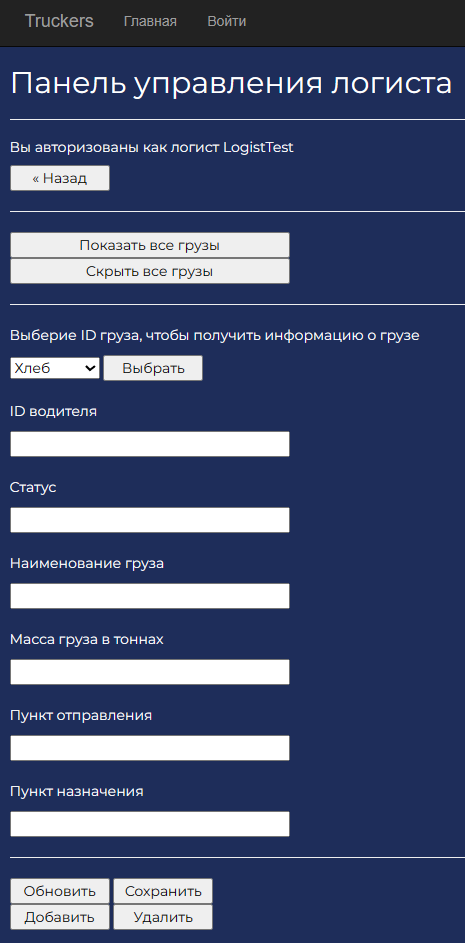 Truckers Главная Войти
Панель управления логиста
Вы авторизованы как логист LogistTest
« Назад
Показать все грузы
Скрыть все грузы
Выберие ID груза, чтобы получить информацию о грузе
Хлеб Выбрать
ID водителя
Статус
Наименование груза
Масса груза в тоннах
Пункт отправления
Пункт назначения
Обновить Сохранить
Добавить Удалить